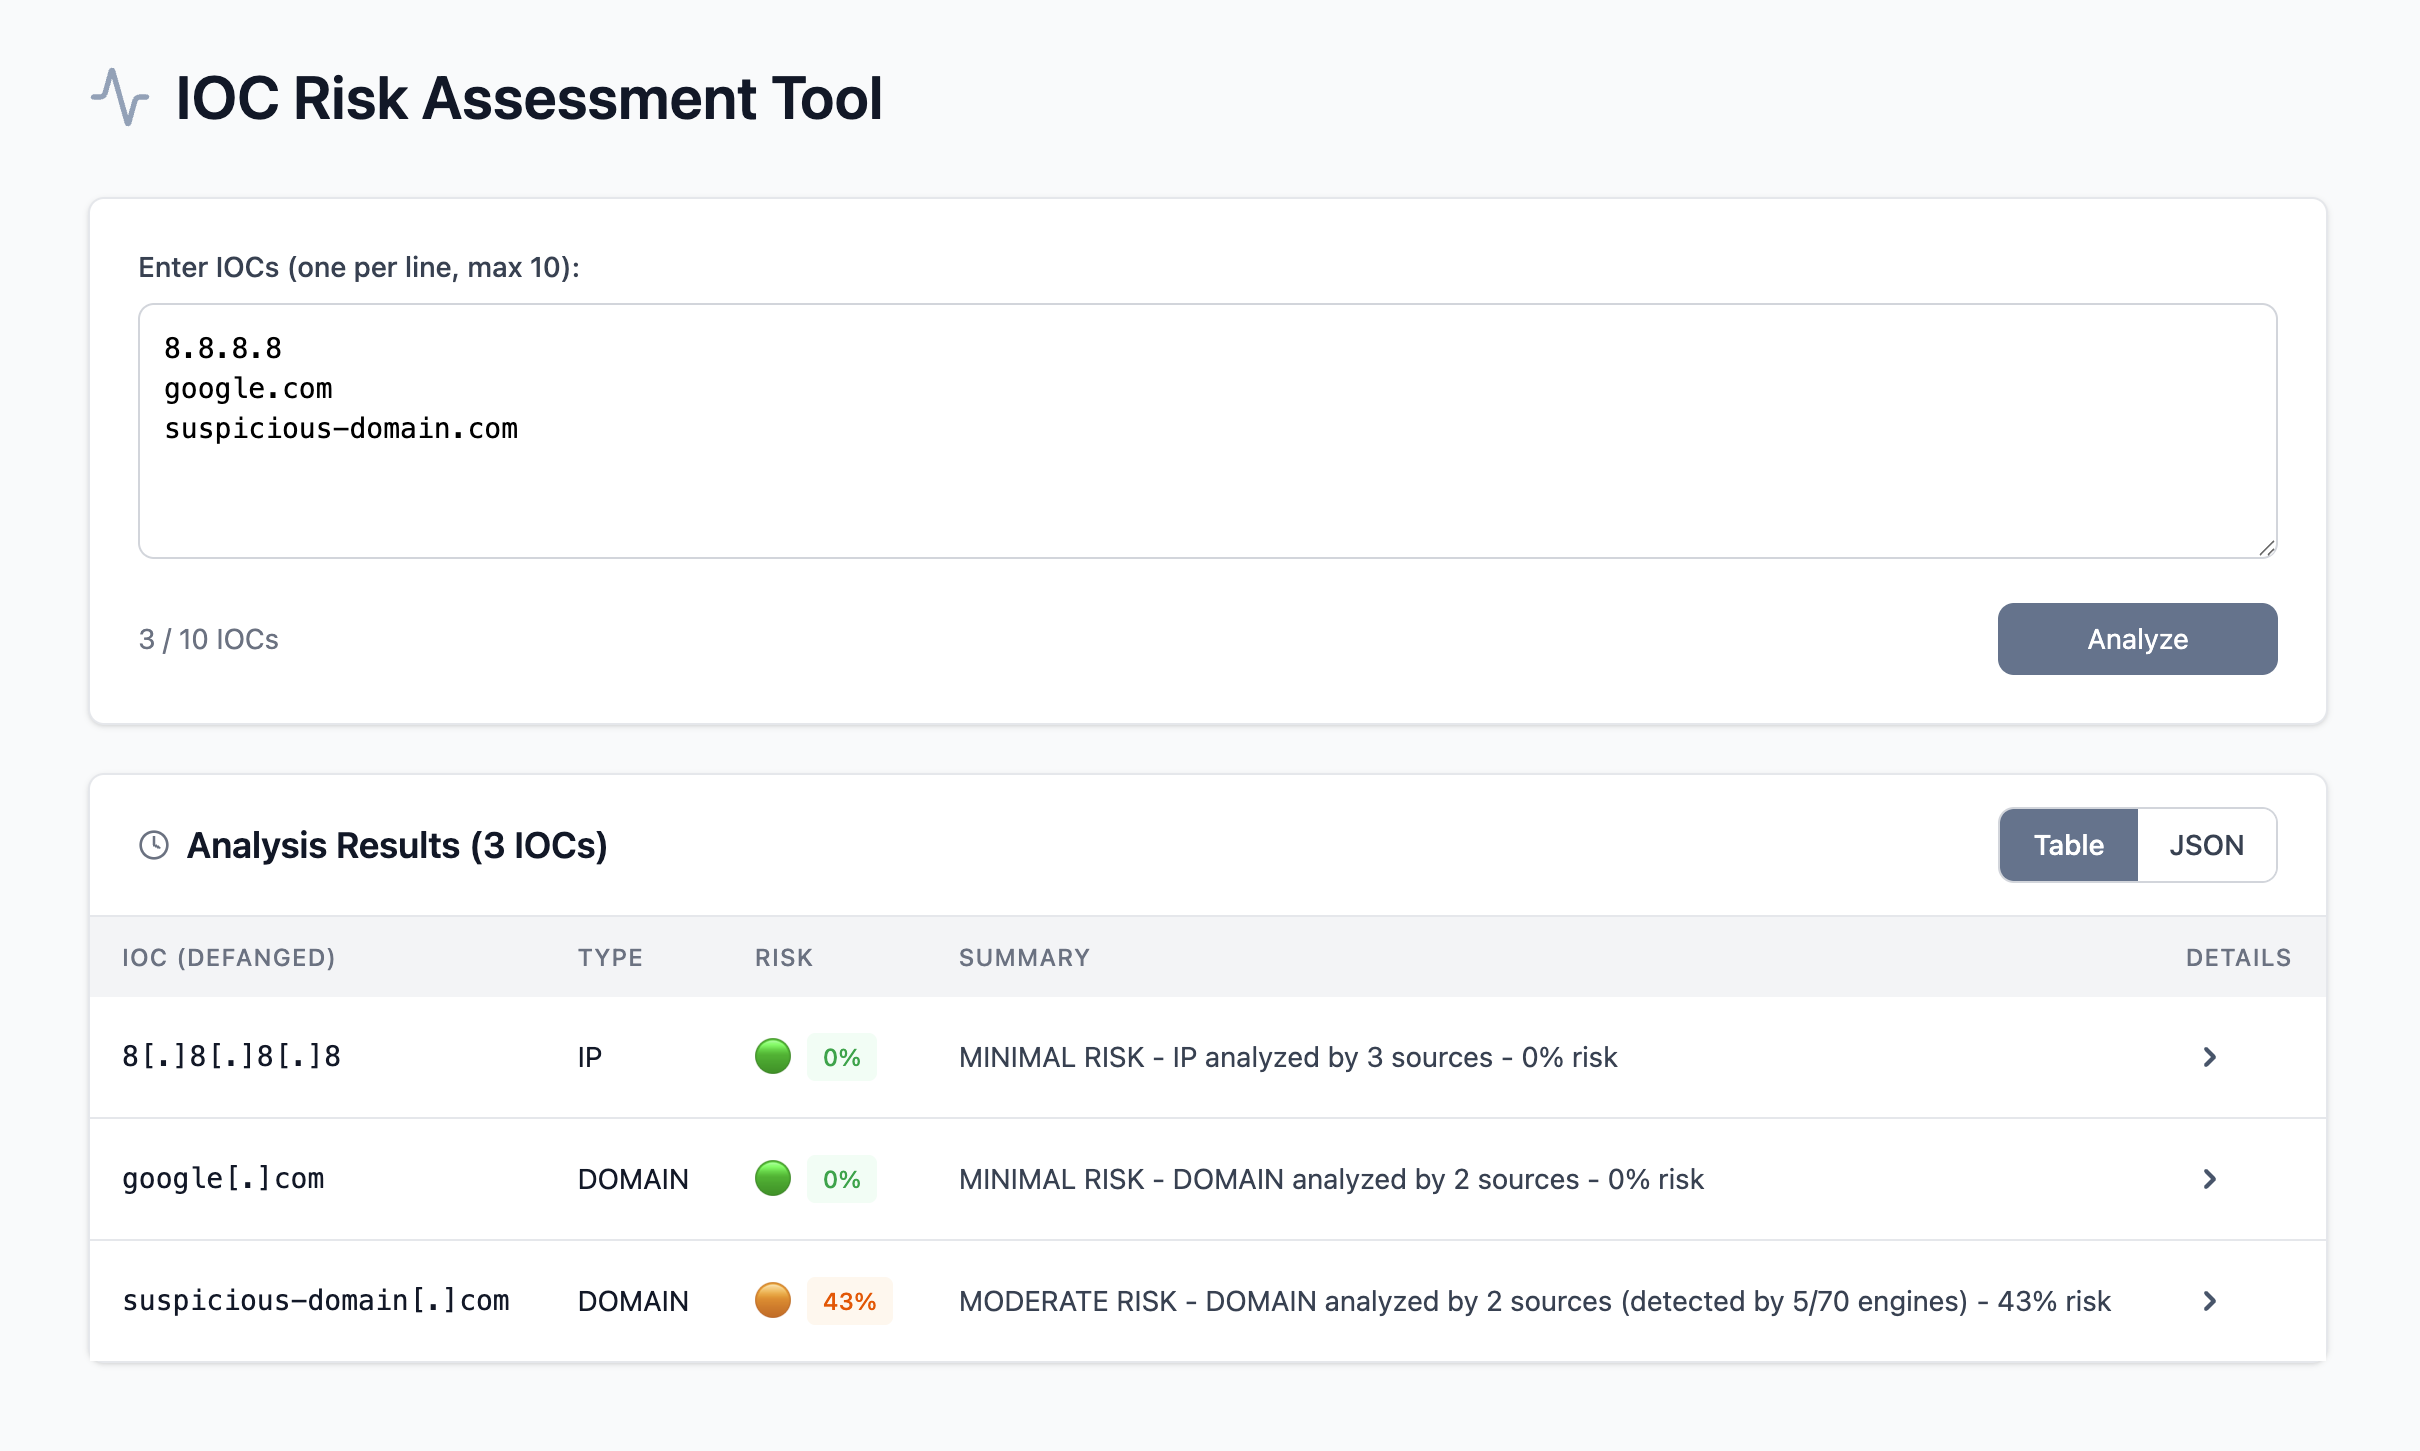 IOC Risk Assessment Tool
Enter IOCs (one per line, max 10):
8.8.8.8
google.com
suspicious-domain.com
3 / 10 IOCs
Analyze
Analysis Results (3 IOCs)
Table JSON
IOC (DEFANGED) TYPE RISK SUMMARY DETAILS
8[.]8[.]8[.]8 IP 0% MINIMAL RISK - IP analyzed by 3 sources - 0% risk
google[.]com DOMAIN 0% MINIMAL RISK - DOMAIN analyzed by 2 sources - 0% risk
suspicious-domain[.]com DOMAIN 43% MODERATE RISK - DOMAIN analyzed by 2 sources (detected by 5/70 engines) - 43% risk